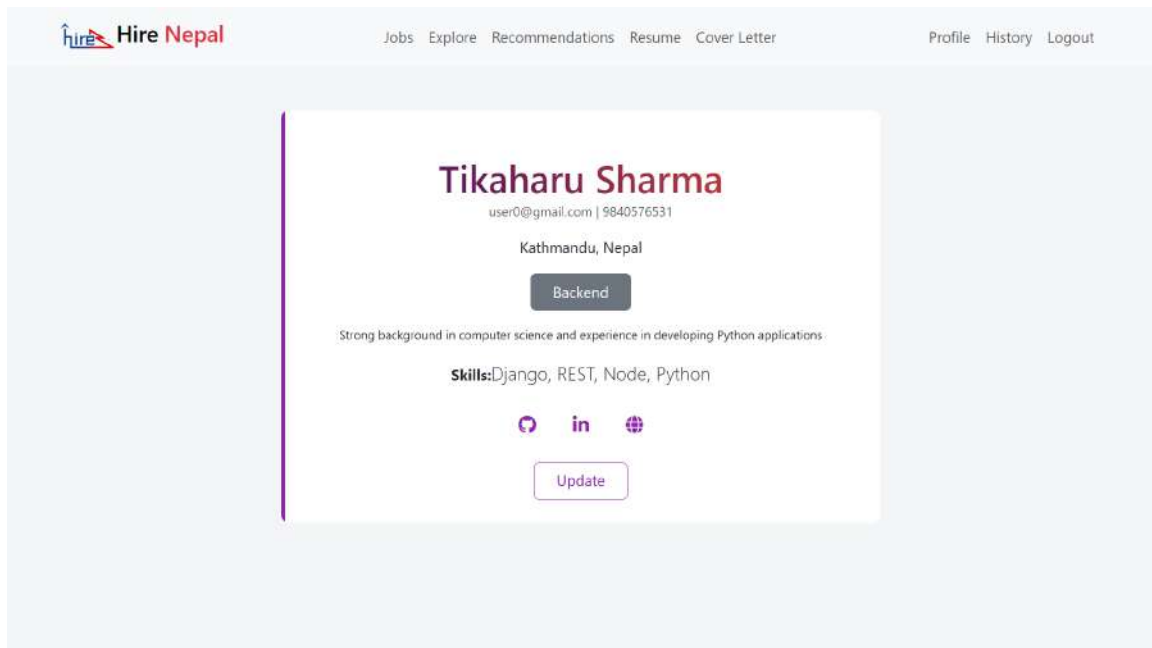 hire Hire Nepal
Jobs Explore Recommendations Resume Cover Letter
Profile History Logout
Tikaharu Sharma
user0@gmail.com | 9840576531
Kathmandu, Nepal
Backend
Strong background in computer science and experience in developing Python applications
Skills:Django, REST, Node, Python
in
Update